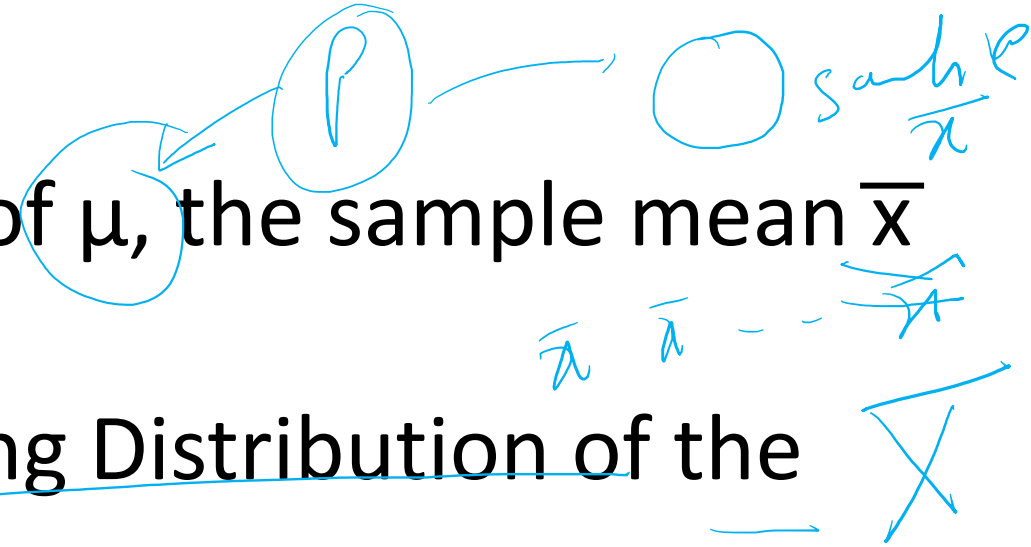 P sample
x̄
of μ, the sample mean x̄
x̄ x̄ - - x̄
ng Distribution of the X̄